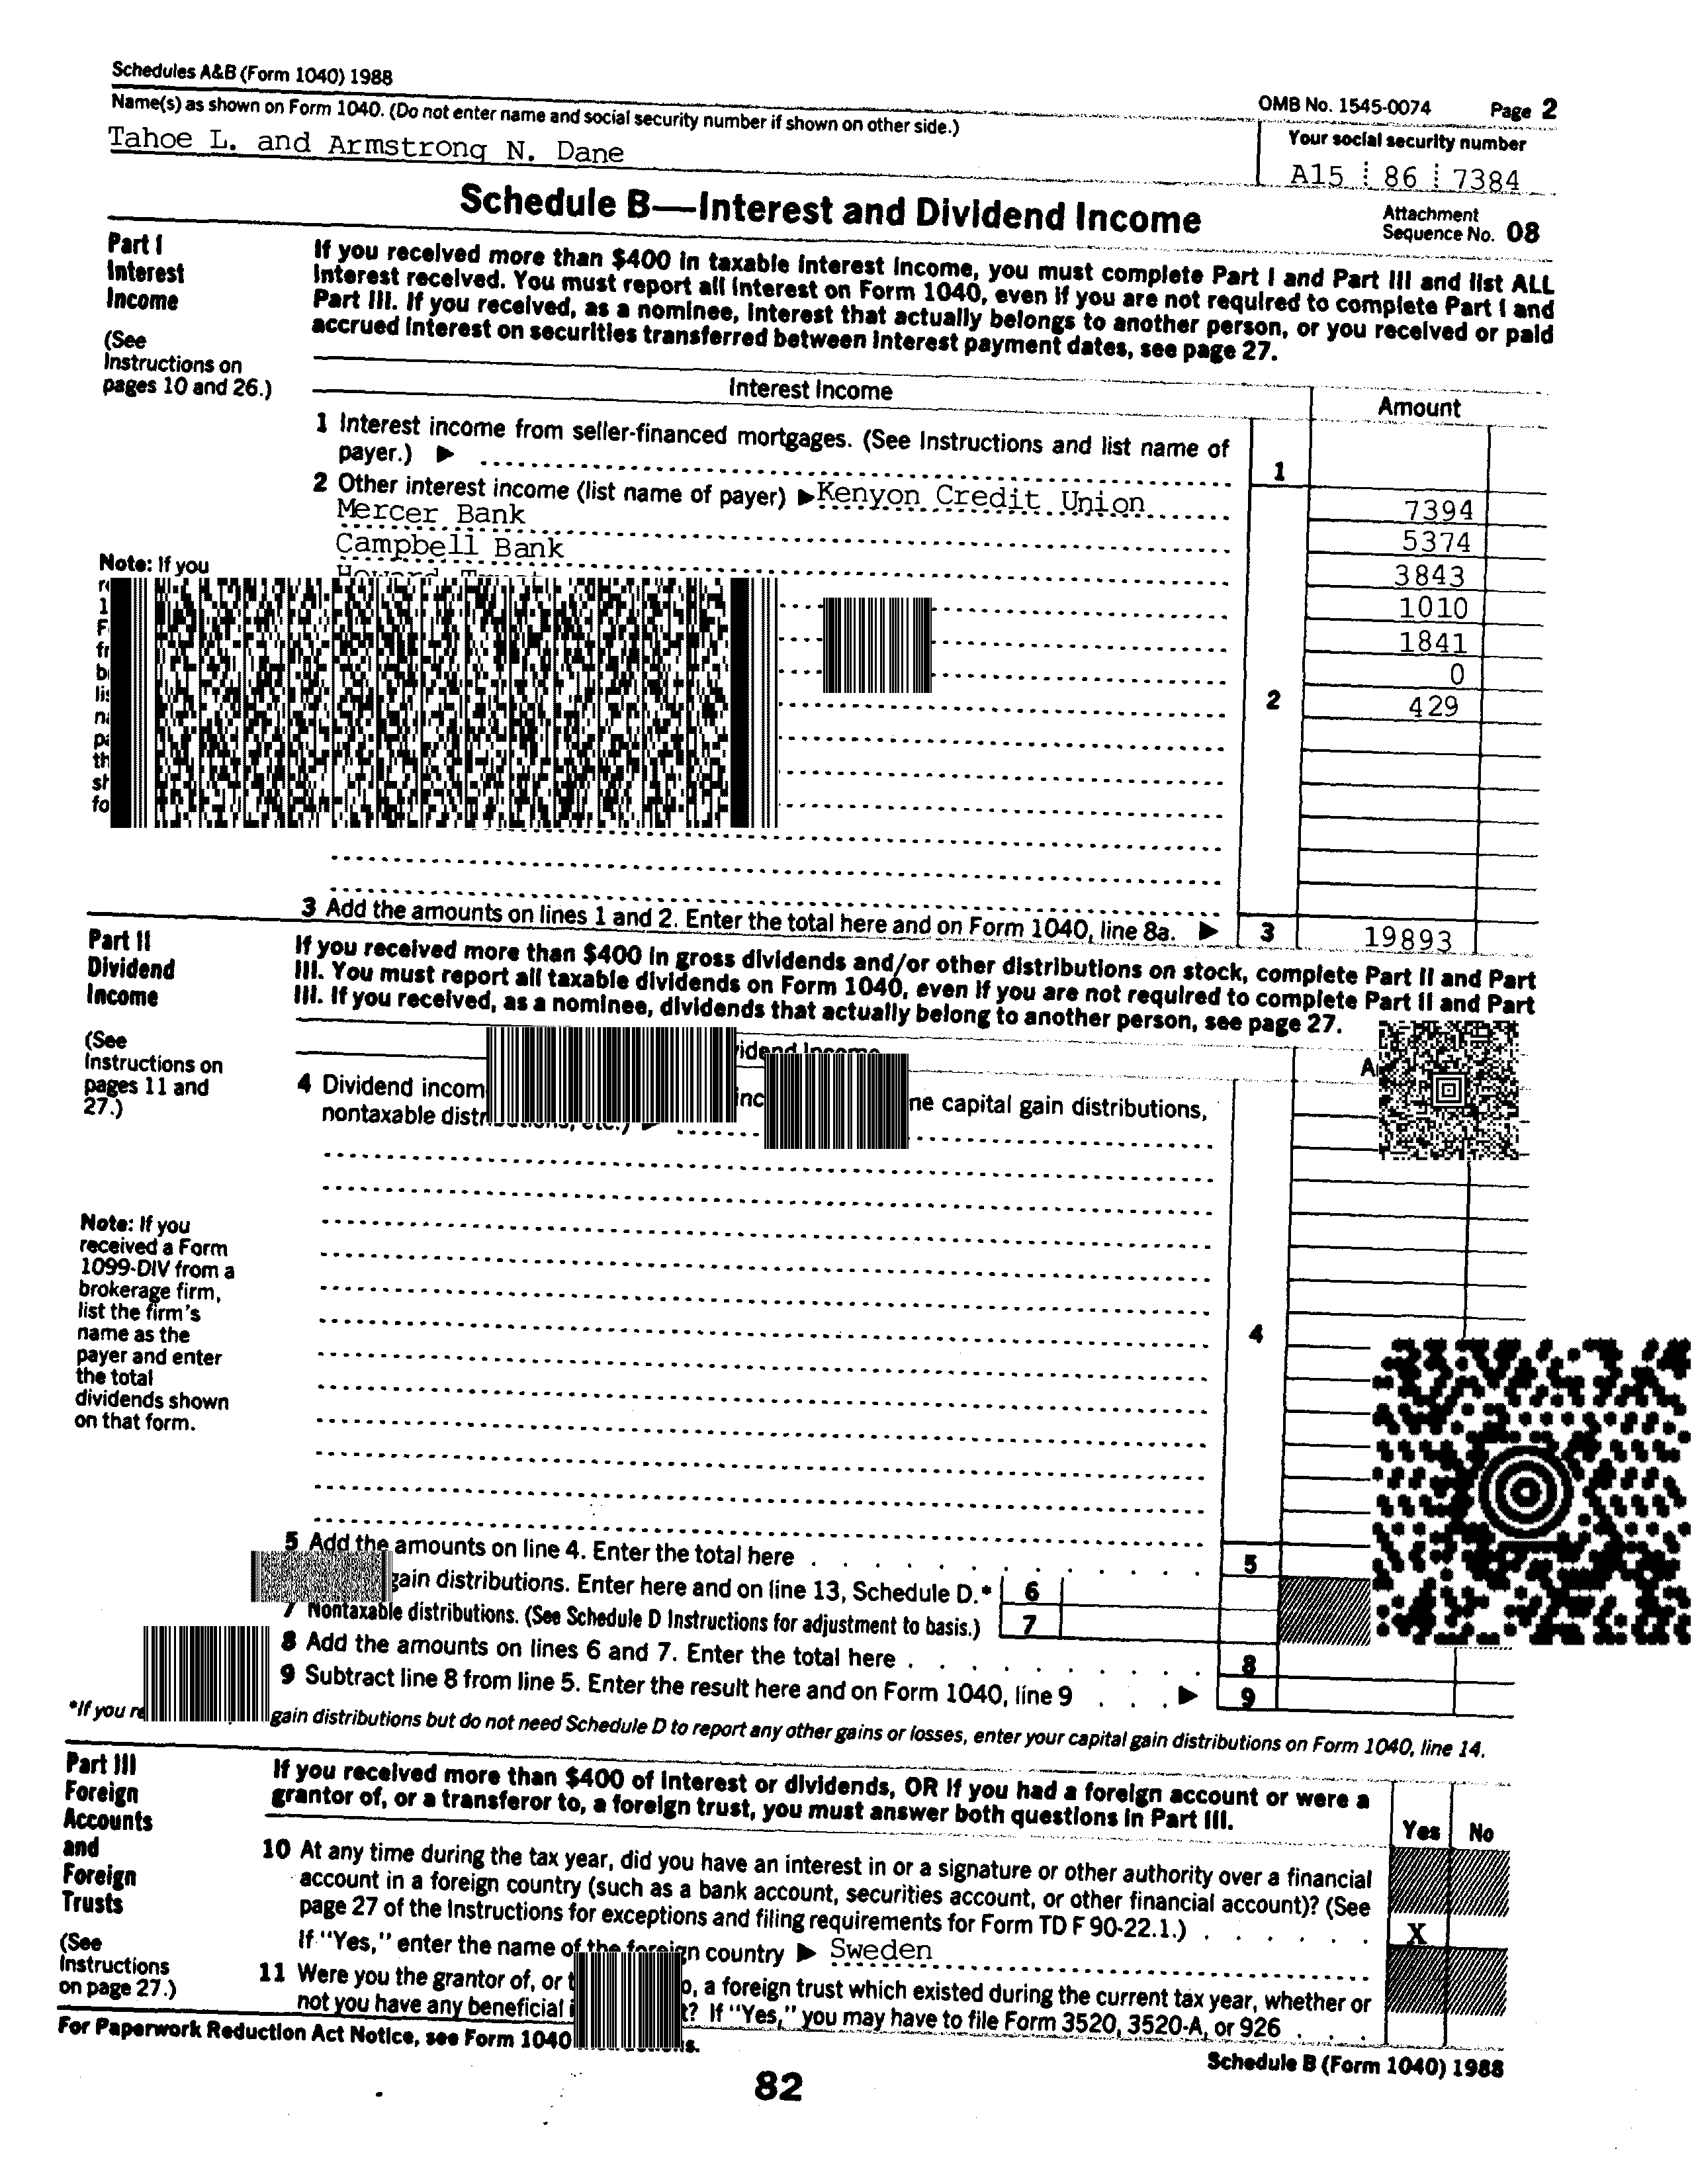 Schedules A&B (Form 1040) 1988
OMB No. 1545-0074 Page 2
Name(s) as shown on Form 1040. (Do not enter name and social security number if shown on other side.)
Your social security number
Tahoe L. and Armstrong N. Dane
A15 86 7384
Schedule B—Interest and Dividend Income
Attachment
Sequence No. 08
Part I
Interest
Income
(See
Instructions on
pages 10 and 26.)
If you received more than $400 in taxable interest income, you must complete Part I and Part III and list ALL
interest received. You must report all interest on Form 1040, even if you are not required to complete Part I and
Part III. If you received, as a nominee, interest that actually belongs to another person, or you received or paid
accrued interest on securities transferred between interest payment dates, see page 27.
Interest Income
Amount
1 Interest income from seller-financed mortgages. (See Instructions and list name of
payer.) ▶
1
2 Other interest income (list name of payer) ▶ Kenyon Credit Union
7394
Mercer Bank
5374
Campbell Bank
3843
Note: If you
Howard Trust
1010
1841
0
2
429
3 Add the amounts on lines 1 and 2. Enter the total here and on Form 1040, line 8a. ▶
3
19893
Part II
Dividend
Income
(See
Instructions on
pages 11 and
27.)
If you received more than $400 in gross dividends and/or other distributions on stock, complete Part II and Part
III. You must report all taxable dividends on Form 1040, even if you are not required to complete Part II and Part
III. If you received, as a nominee, dividends that actually belong to another person, see page 27.
Income
4 Dividend
capital gain distributions,
nontaxable
Note: If you
received a Form
1099-DIV from a
brokerage firm,
list the firm's
name as the
payer and enter
the total
dividends shown
on that form.
4
5 Add the amounts on line 4. Enter the total here
5
gain distributions. Enter here and on line 13, Schedule D.* 6
7 Nontaxable distributions. (See Schedule D Instructions for adjustment to basis.) 7
8 Add the amounts on lines 6 and 7. Enter the total here
8
9 Subtract line 8 from line 5. Enter the result here and on Form 1040, line 9 ▶
9
*If you gain distributions but do not need Schedule D to report any other gains or losses, enter your capital gain distributions on Form 1040, line 14.
Part III
Foreign
Accounts
and
Foreign
Trusts
(See
Instructions
on page 27.)
If you received more than $400 of interest or dividends, OR if you had a foreign account or were a
grantor of, or a transferor to, a foreign trust, you must answer both questions in Part III.
Yes No
10 At any time during the tax year, did you have an interest in or a signature or other authority over a financial
account in a foreign country (such as a bank account, securities account, or other financial account)? (See
page 27 of the Instructions for exceptions and filing requirements for Form TD F 90-22.1.)
X
If "Yes," enter the name of the foreign country ▶ Sweden
11 Were you the grantor of, or a foreign trust which existed during the current tax year, whether or
not you have any beneficial If "Yes," you may have to file Form 3520, 3520-A, or 926
For Paperwork Reduction Act Notice, see Form 1040
Schedule B (Form 1040) 1988
82